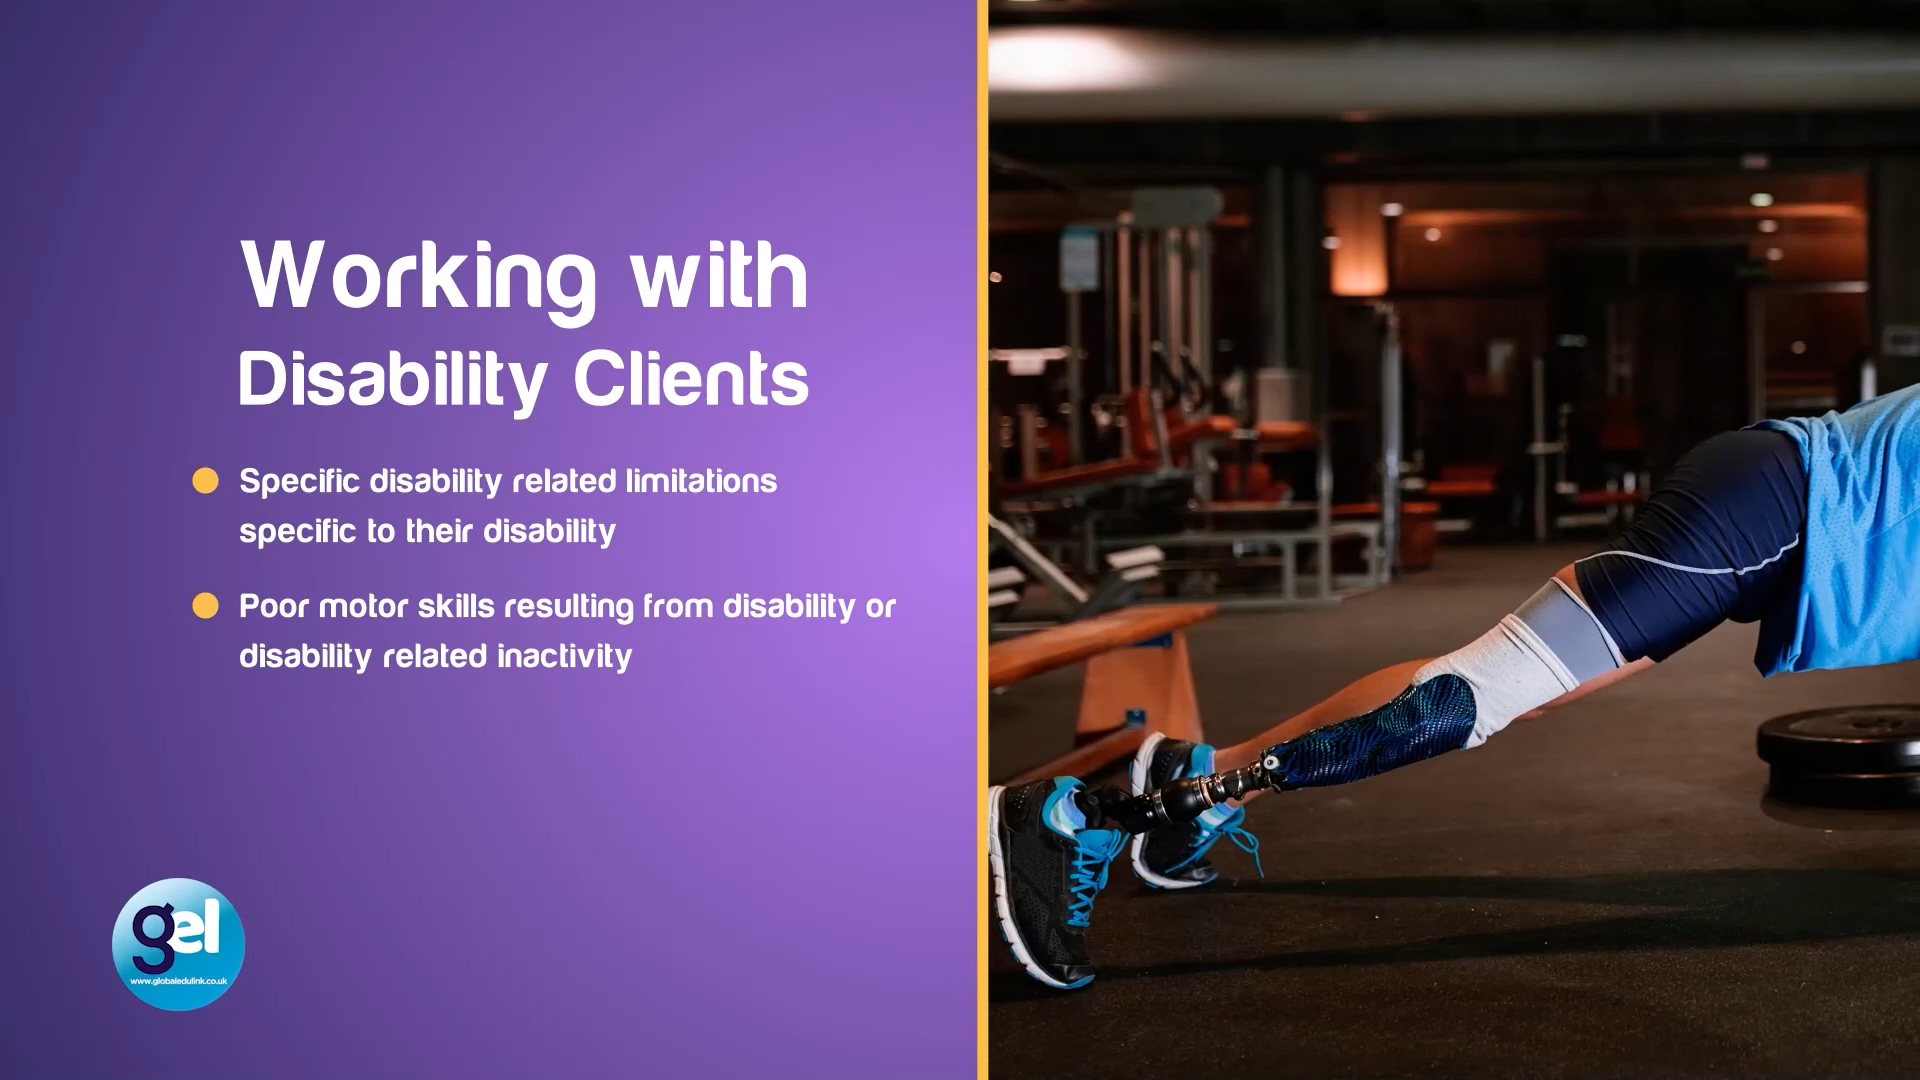 Working with
Disability Clients
Specific disability related limitations
specific to their disability
Poor motor skills resulting from disability or
disability related inactivity
gel
www.globaledulink.co.uk